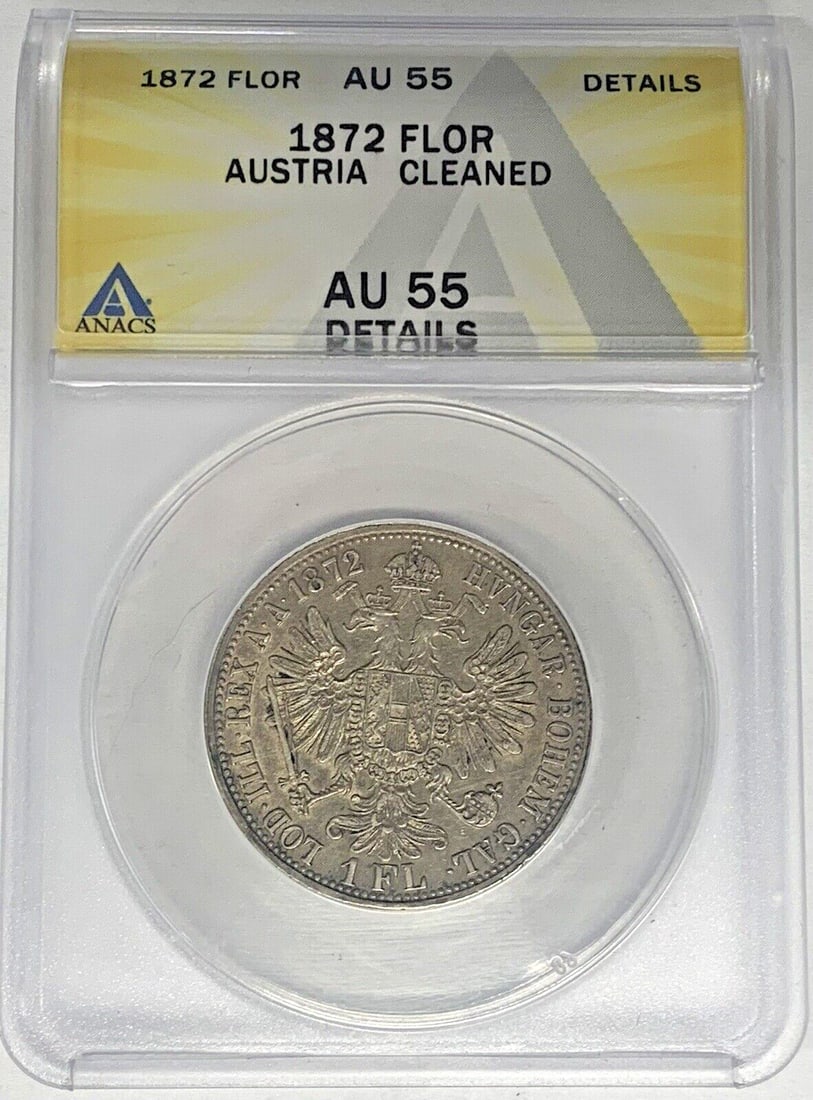 1872 FLOR AU 55 DETAILS
1872 FLOR
AUSTRIA CLEANED
AU 55
DETAILS
ANACS
HVNGAR · BOHEM · GAL ·
LOD · ILL · REX A · A · 1872
1 FL